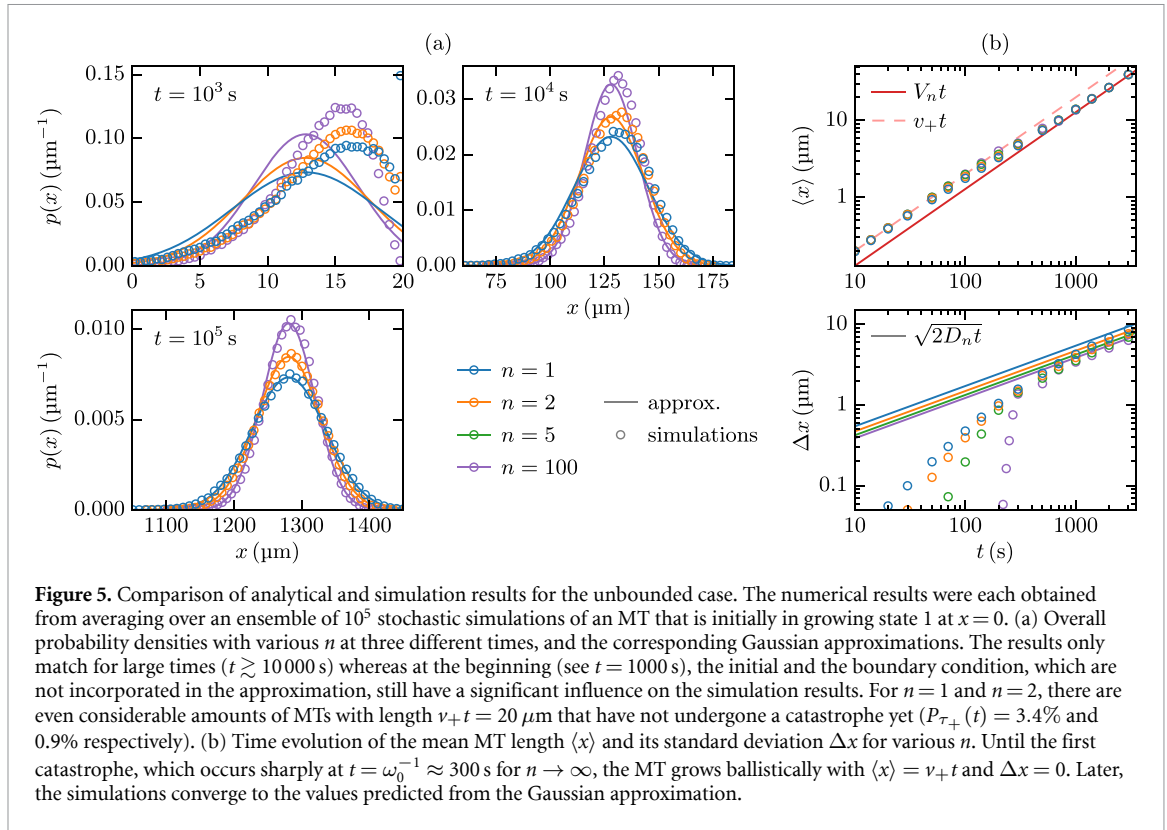 (a)
(b)
0.15
0.10
0.05
0.00
p(x) (µm⁻¹)
t = 10³ s
0 5 10 15 20
0.03
0.02
0.01
0.00
t = 10⁴ s
75 100 125 150 175
x (µm)
10
1
⟨x⟩ (µm)
Vₙt
v₊t
10 100 1000
0.010
0.005
0.000
p(x) (µm⁻¹)
t = 10⁵ s
1100 1200 1300 1400
x (µm)
n = 1
n = 2
n = 5
n = 100
approx.
simulations
10
1
0.1
Δx (µm)
√2Dₙt
10 100 1000
t (s)
Figure 5. Comparison of analytical and simulation results for the unbounded case. The numerical results were each obtained
from averaging over an ensemble of 10⁵ stochastic simulations of an MT that is initially in growing state 1 at x = 0. (a) Overall
probability densities with various n at three different times, and the corresponding Gaussian approximations. The results only
match for large times (t ≳ 10 000 s) whereas at the beginning (see t = 1000 s), the initial and the boundary condition, which are
not incorporated in the approximation, still have a significant influence on the simulation results. For n = 1 and n = 2, there are
even considerable amounts of MTs with length v₊t = 20 µm that have not undergone a catastrophe yet (P_τ₊(t) = 3.4% and
0.9% respectively). (b) Time evolution of the mean MT length ⟨x⟩ and its standard deviation Δx for various n. Until the first
catastrophe, which occurs sharply at t = ω₀⁻¹ ≈ 300 s for n → ∞, the MT grows ballistically with ⟨x⟩ = v₊t and Δx = 0. Later,
the simulations converge to the values predicted from the Gaussian approximation.